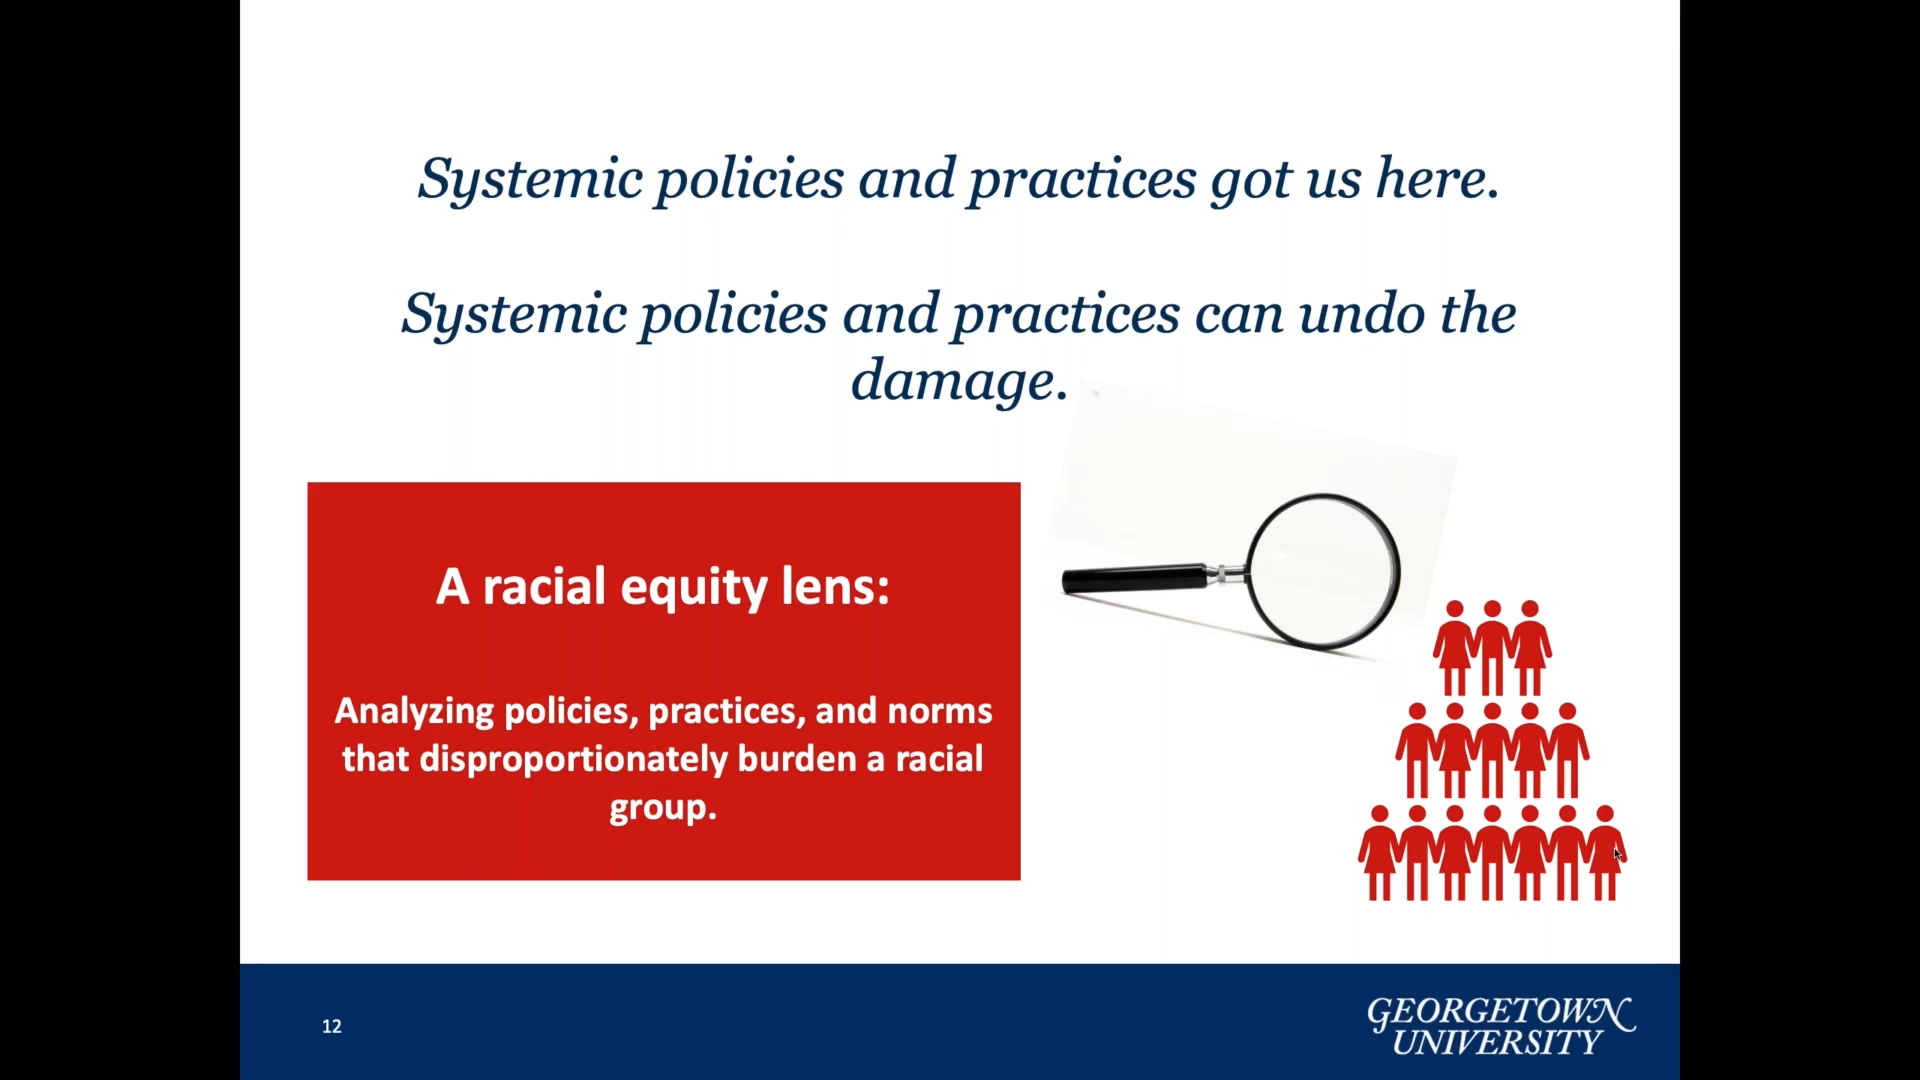 Systemic policies and practices got us here.
Systemic policies and practices can undo the
damage.
A racial equity lens:
Analyzing policies, practices, and norms
that disproportionately burden a racial
group.
12
GEORGETOWN
UNIVERSITY